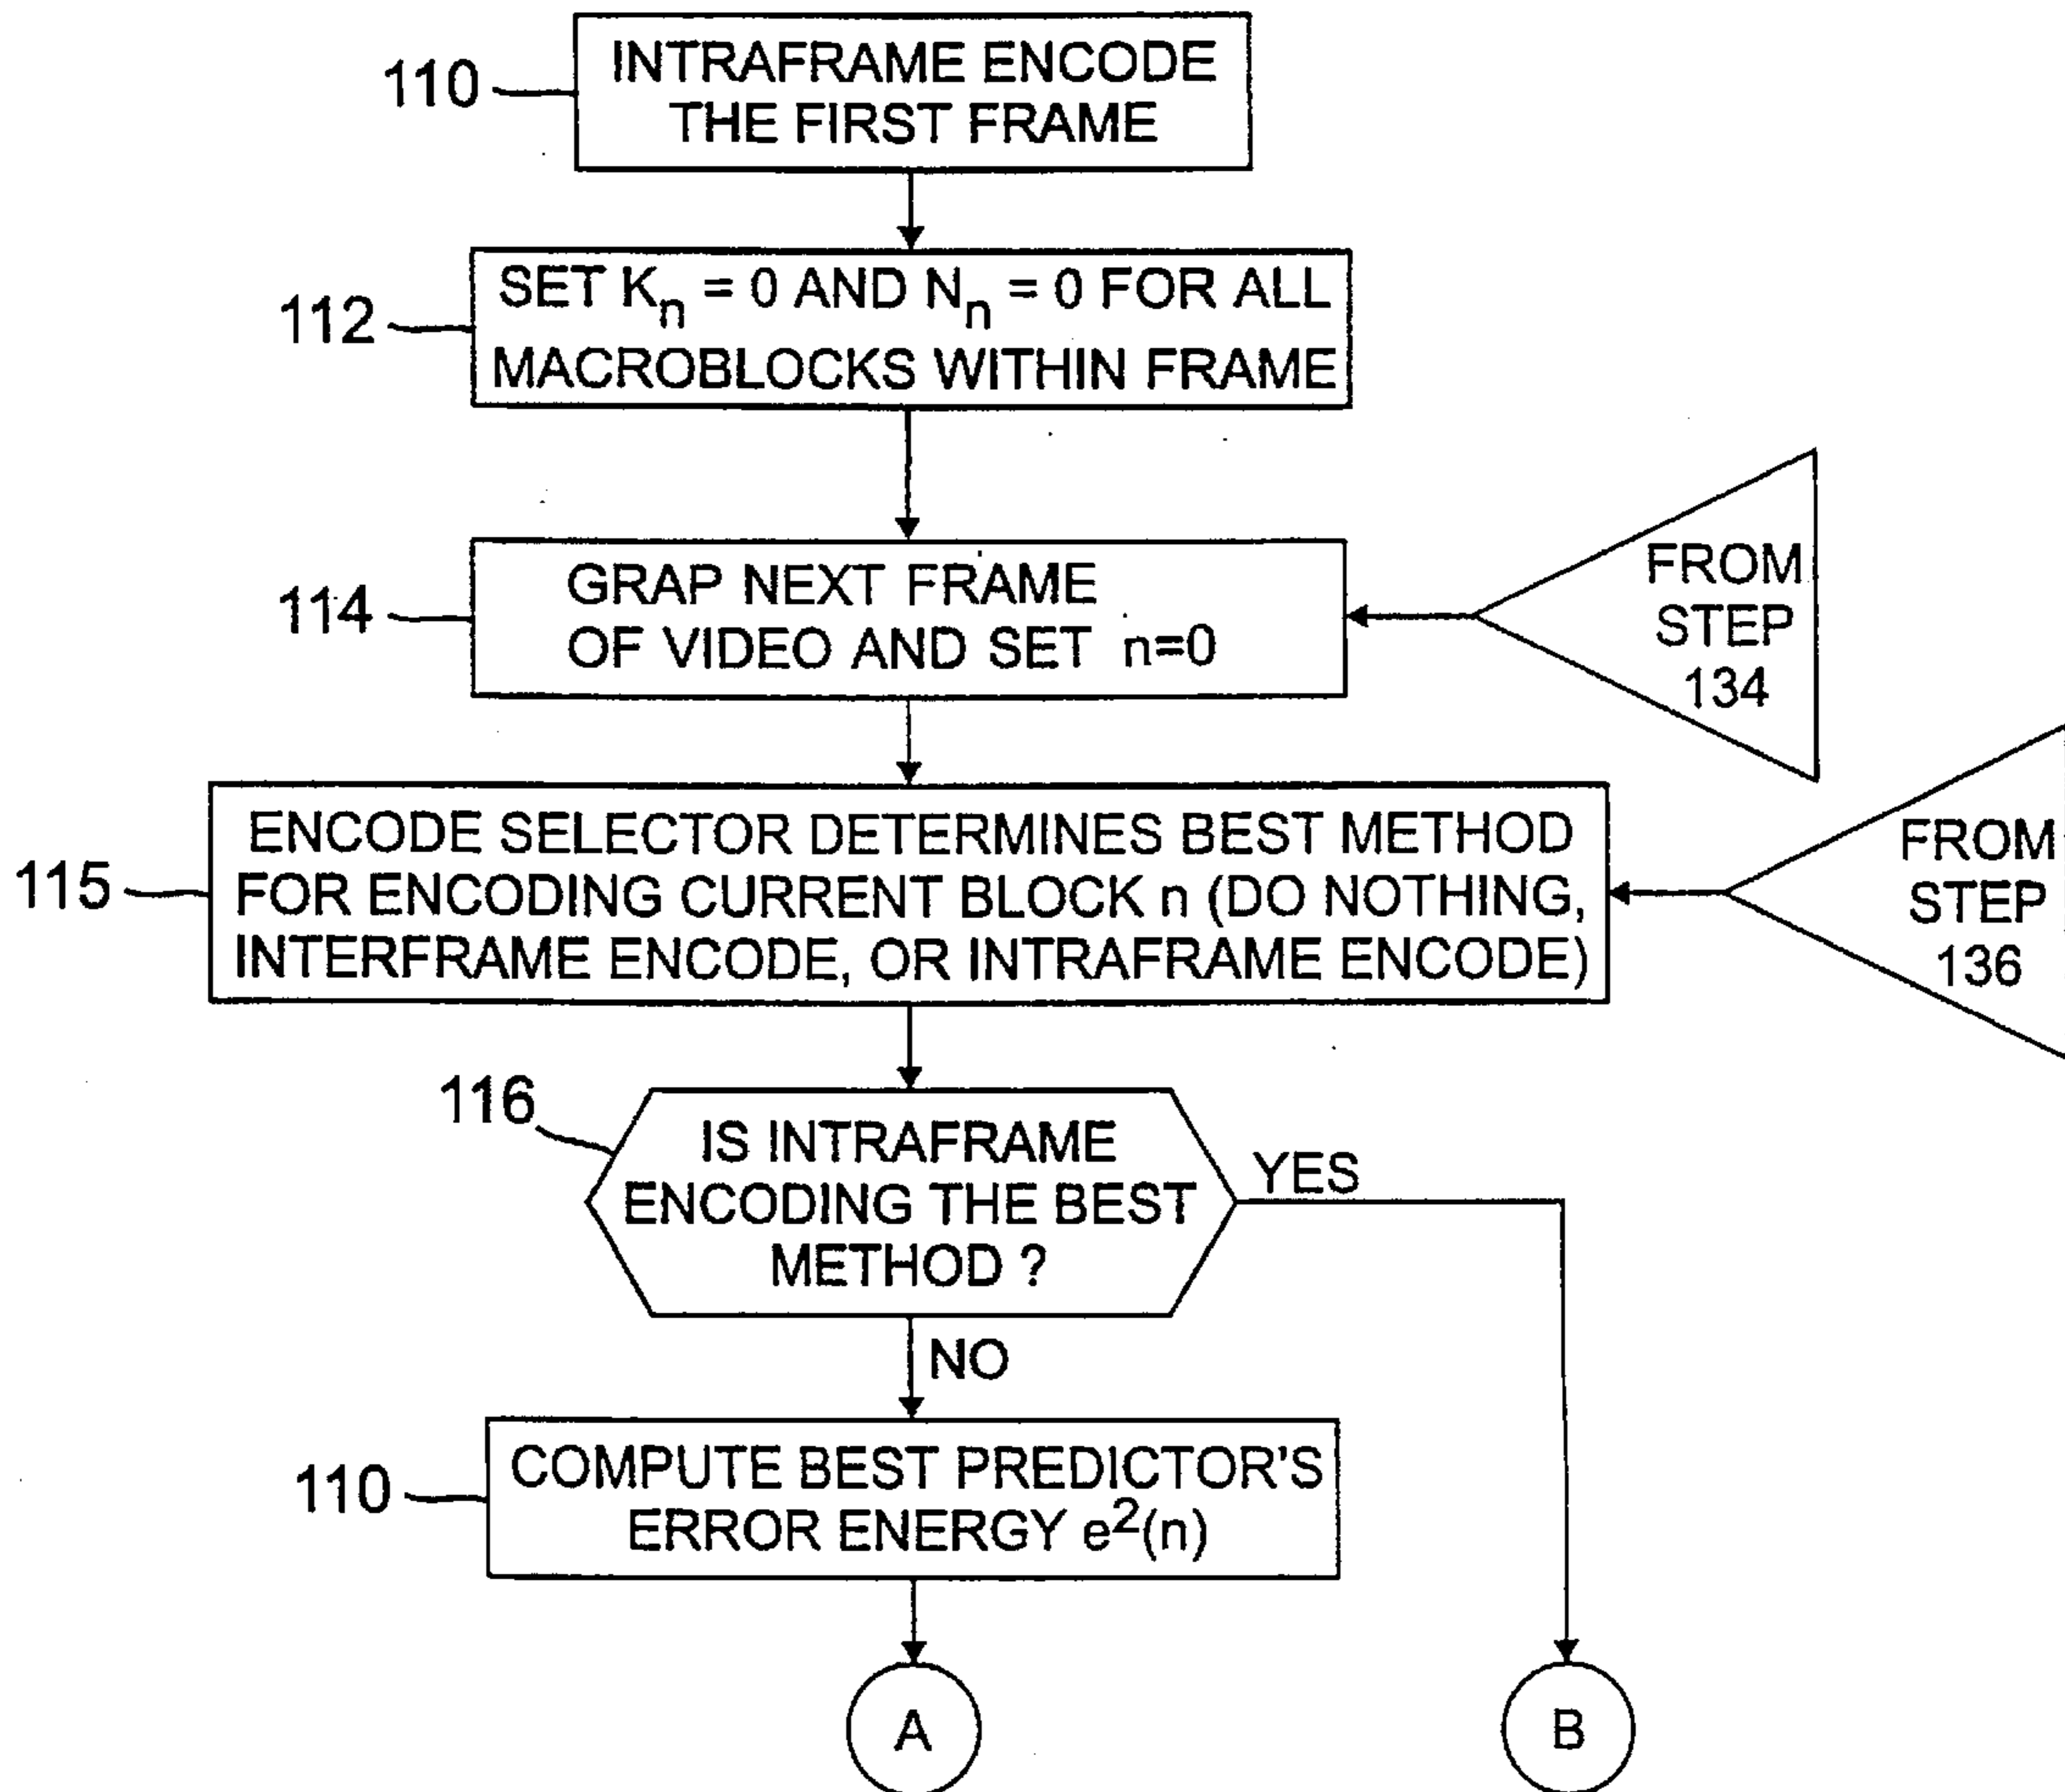 110
INTRAFRAME ENCODE
THE FIRST FRAME
112
SET Kn = 0 AND Nn = 0 FOR ALL
MACROBLOCKS WITHIN FRAME
114
GRAP NEXT FRAME
OF VIDEO AND SET n=0
FROM
STEP
134
115
ENCODE SELECTOR DETERMINES BEST METHOD
FOR ENCODING CURRENT BLOCK n (DO NOTHING,
INTERFRAME ENCODE, OR INTRAFRAME ENCODE)
FROM
STEP
136
116
IS INTRAFRAME
ENCODING THE BEST
METHOD ?
YES
NO
110
COMPUTE BEST PREDICTOR'S
ERROR ENERGY e²(n)
A
B